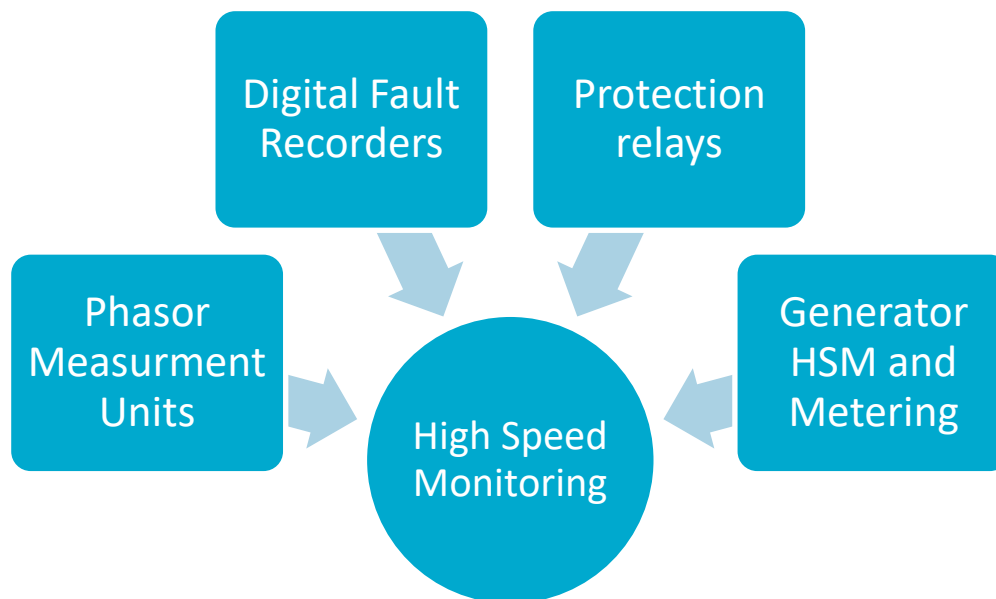 Digital Fault
Recorders
Protection
relays
Phasor
Measurment
Units
Generator
HSM and
Metering
High Speed
Monitoring